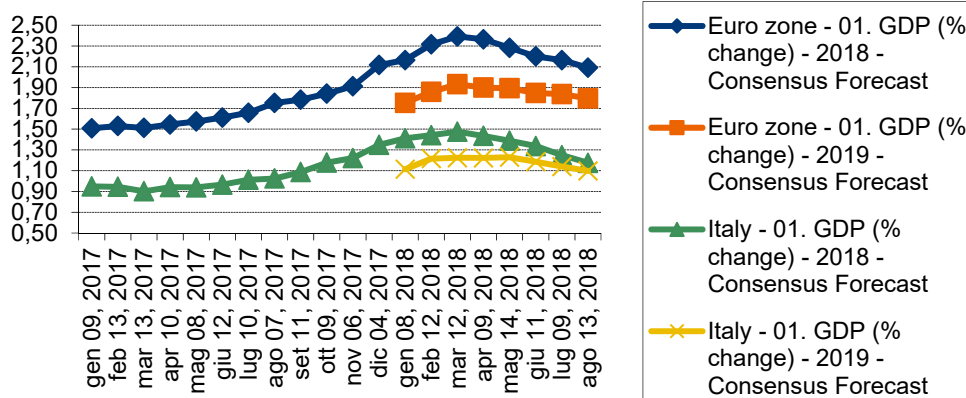 2,50
2,30
2,10
1,90
1,70
1,50
1,30
1,10
0,90
0,70
0,50
gen 09, 2017
feb 13, 2017
mar 13, 2017
apr 10, 2017
mag 08, 2017
giu 12, 2017
lug 10, 2017
ago 07, 2017
set 11, 2017
ott 09, 2017
nov 06, 2017
dic 04, 2017
gen 08, 2018
feb 12, 2018
mar 12, 2018
apr 09, 2018
mag 14, 2018
giu 11, 2018
lug 09, 2018
ago 13, 2018
Euro zone - 01. GDP (%
change) - 2018 -
Consensus Forecast
Euro zone - 01. GDP (%
change) - 2019 -
Consensus Forecast
Italy - 01. GDP (%
change) - 2018 -
Consensus Forecast
Italy - 01. GDP (%
change) - 2019 -
Consensus Forecast